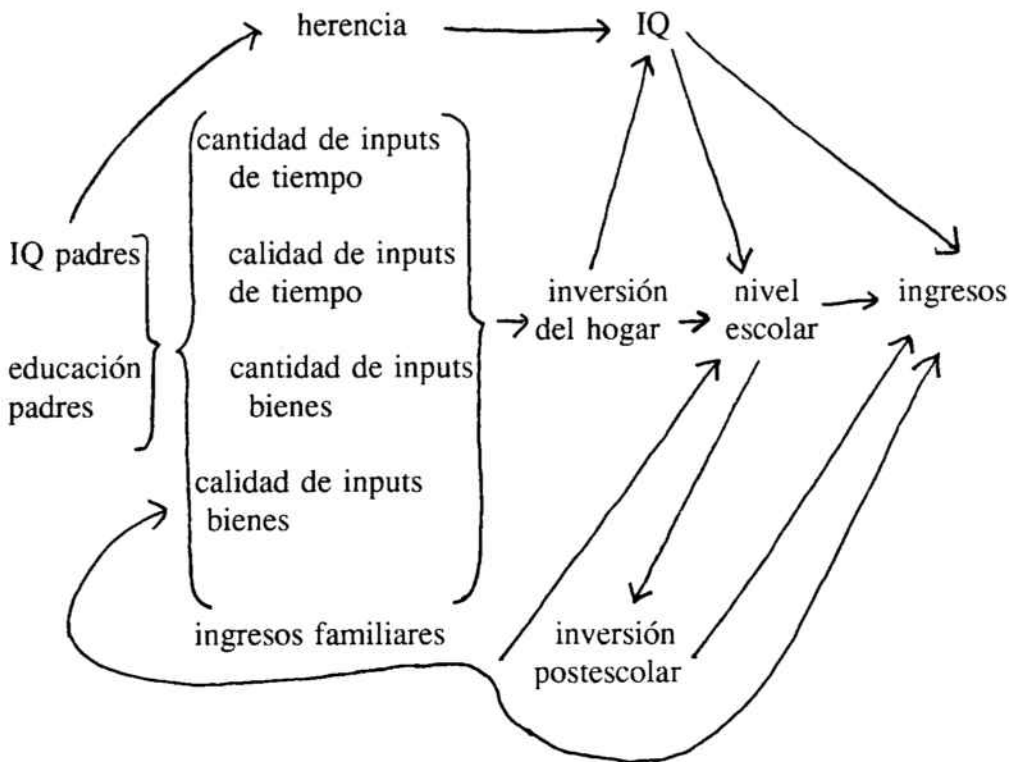 herencia
IQ
cantidad de inputs
de tiempo
IQ padres
calidad de inputs
de tiempo
educación
padres
cantidad de inputs
bienes
calidad de inputs
bienes
inversión
del hogar
nivel
escolar
ingresos
ingresos familiares
inversión
postescolar